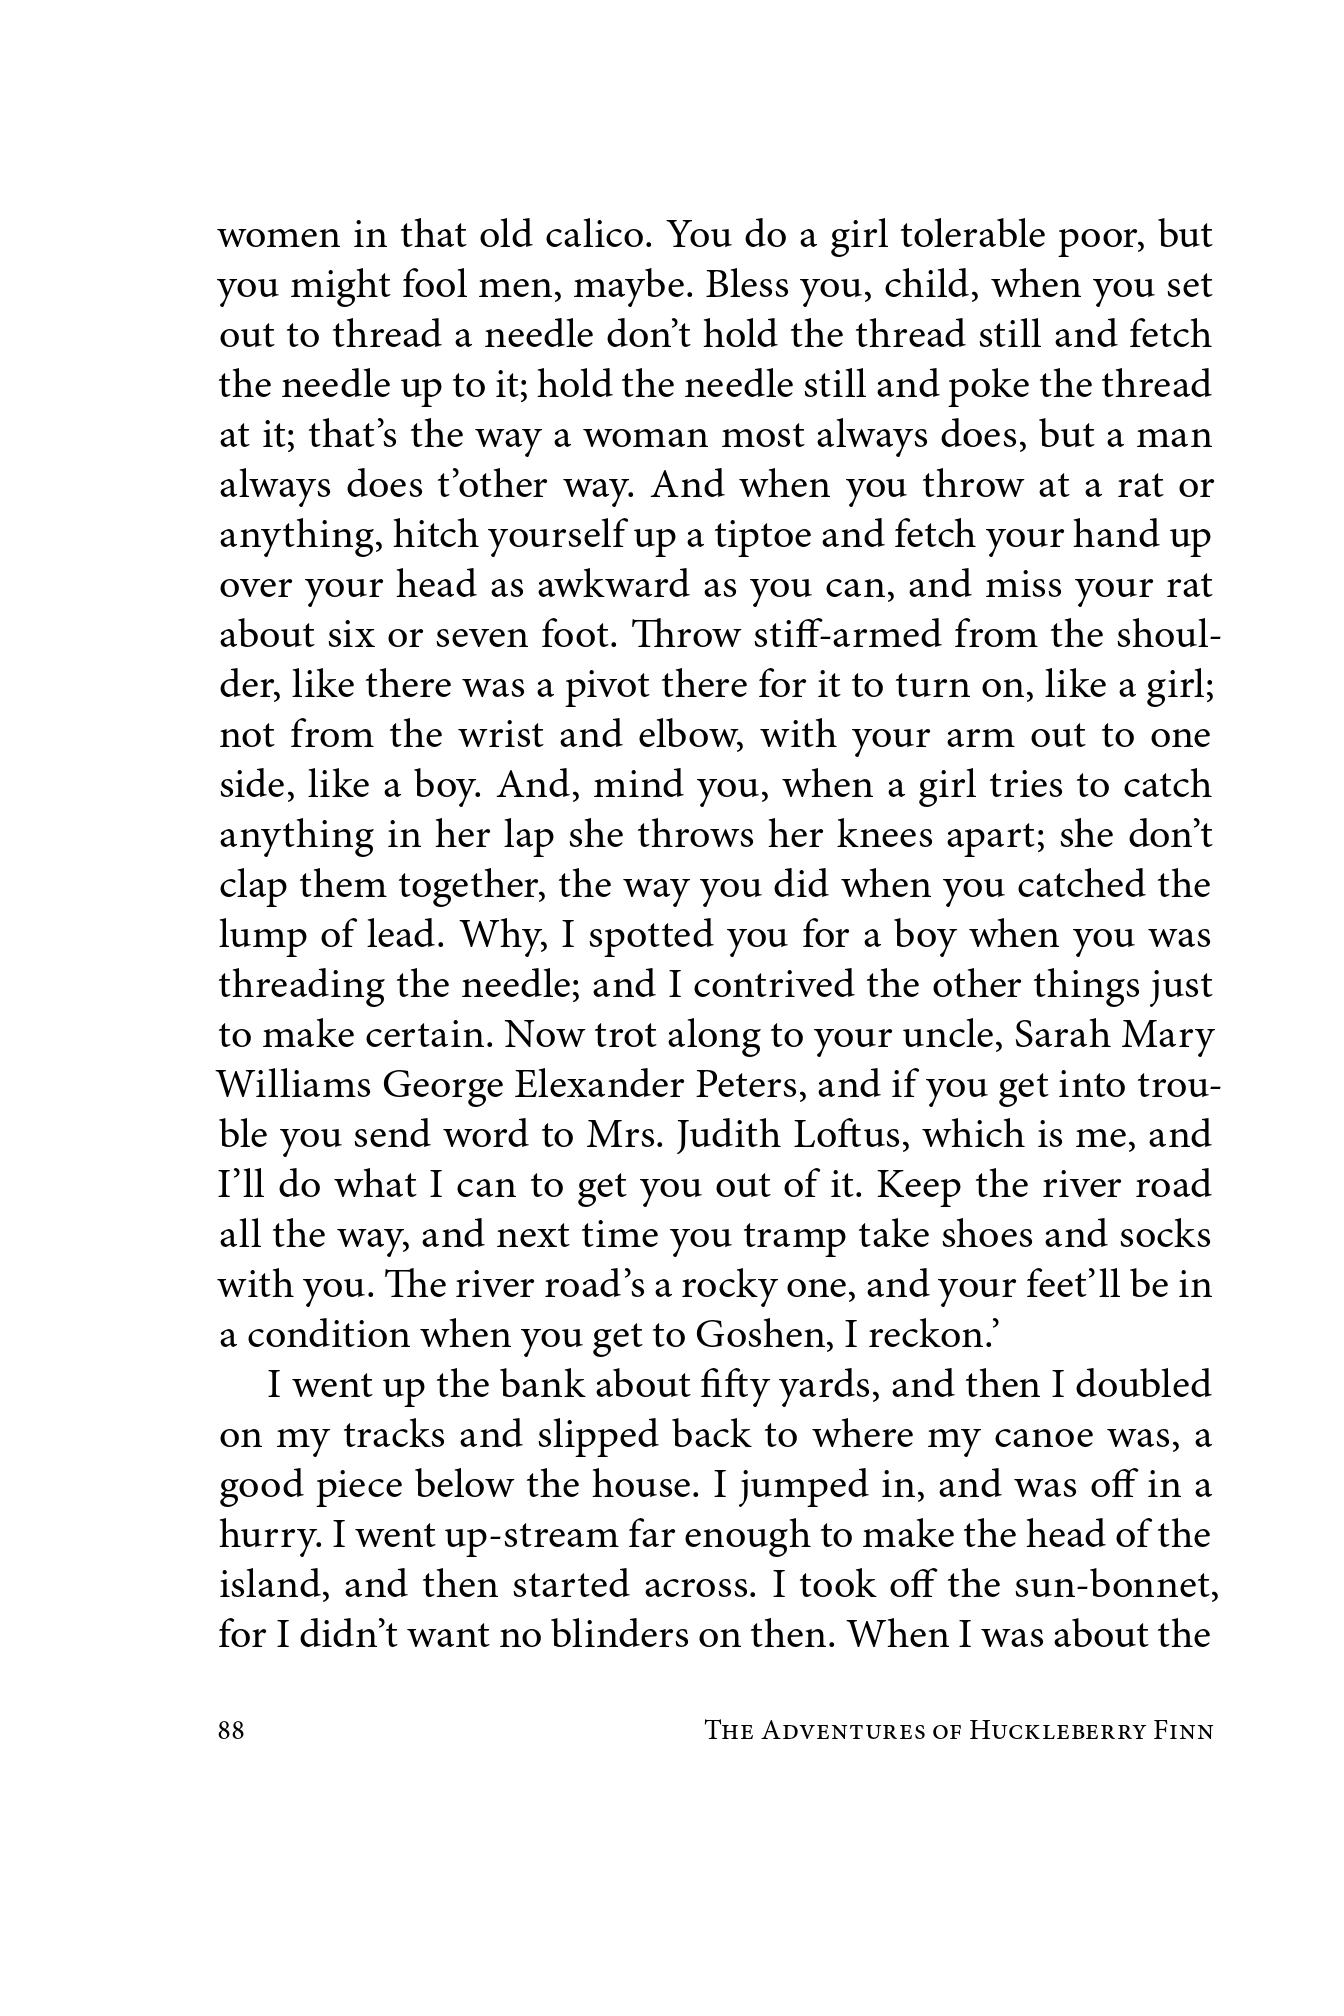 women in that old calico. You do a girl tolerable poor, but
you might fool men, maybe. Bless you, child, when you set
out to thread a needle don’t hold the thread still and fetch
the needle up to it; hold the needle still and poke the thread
at it; that’s the way a woman most always does, but a man
always does t’other way. And when you throw at a rat or
anything, hitch yourself up a tiptoe and fetch your hand up
over your head as awkward as you can, and miss your rat
about six or seven foot. Throw stiff-armed from the shoul-
der, like there was a pivot there for it to turn on, like a girl;
not from the wrist and elbow, with your arm out to one
side, like a boy. And, mind you, when a girl tries to catch
anything in her lap she throws her knees apart; she don’t
clap them together, the way you did when you catched the
lump of lead. Why, I spotted you for a boy when you was
threading the needle; and I contrived the other things just
to make certain. Now trot along to your uncle, Sarah Mary
Williams George Elexander Peters, and if you get into trou-
ble you send word to Mrs. Judith Loftus, which is me, and
I’ll do what I can to get you out of it. Keep the river road
all the way, and next time you tramp take shoes and socks
with you. The river road’s a rocky one, and your feet’ll be in
a condition when you get to Goshen, I reckon.’
I went up the bank about fifty yards, and then I doubled
on my tracks and slipped back to where my canoe was, a
good piece below the house. I jumped in, and was off in a
hurry. I went up-stream far enough to make the head of the
island, and then started across. I took off the sun-bonnet,
for I didn’t want no blinders on then. When I was about the
88 The Adventures of Huckleberry Finn